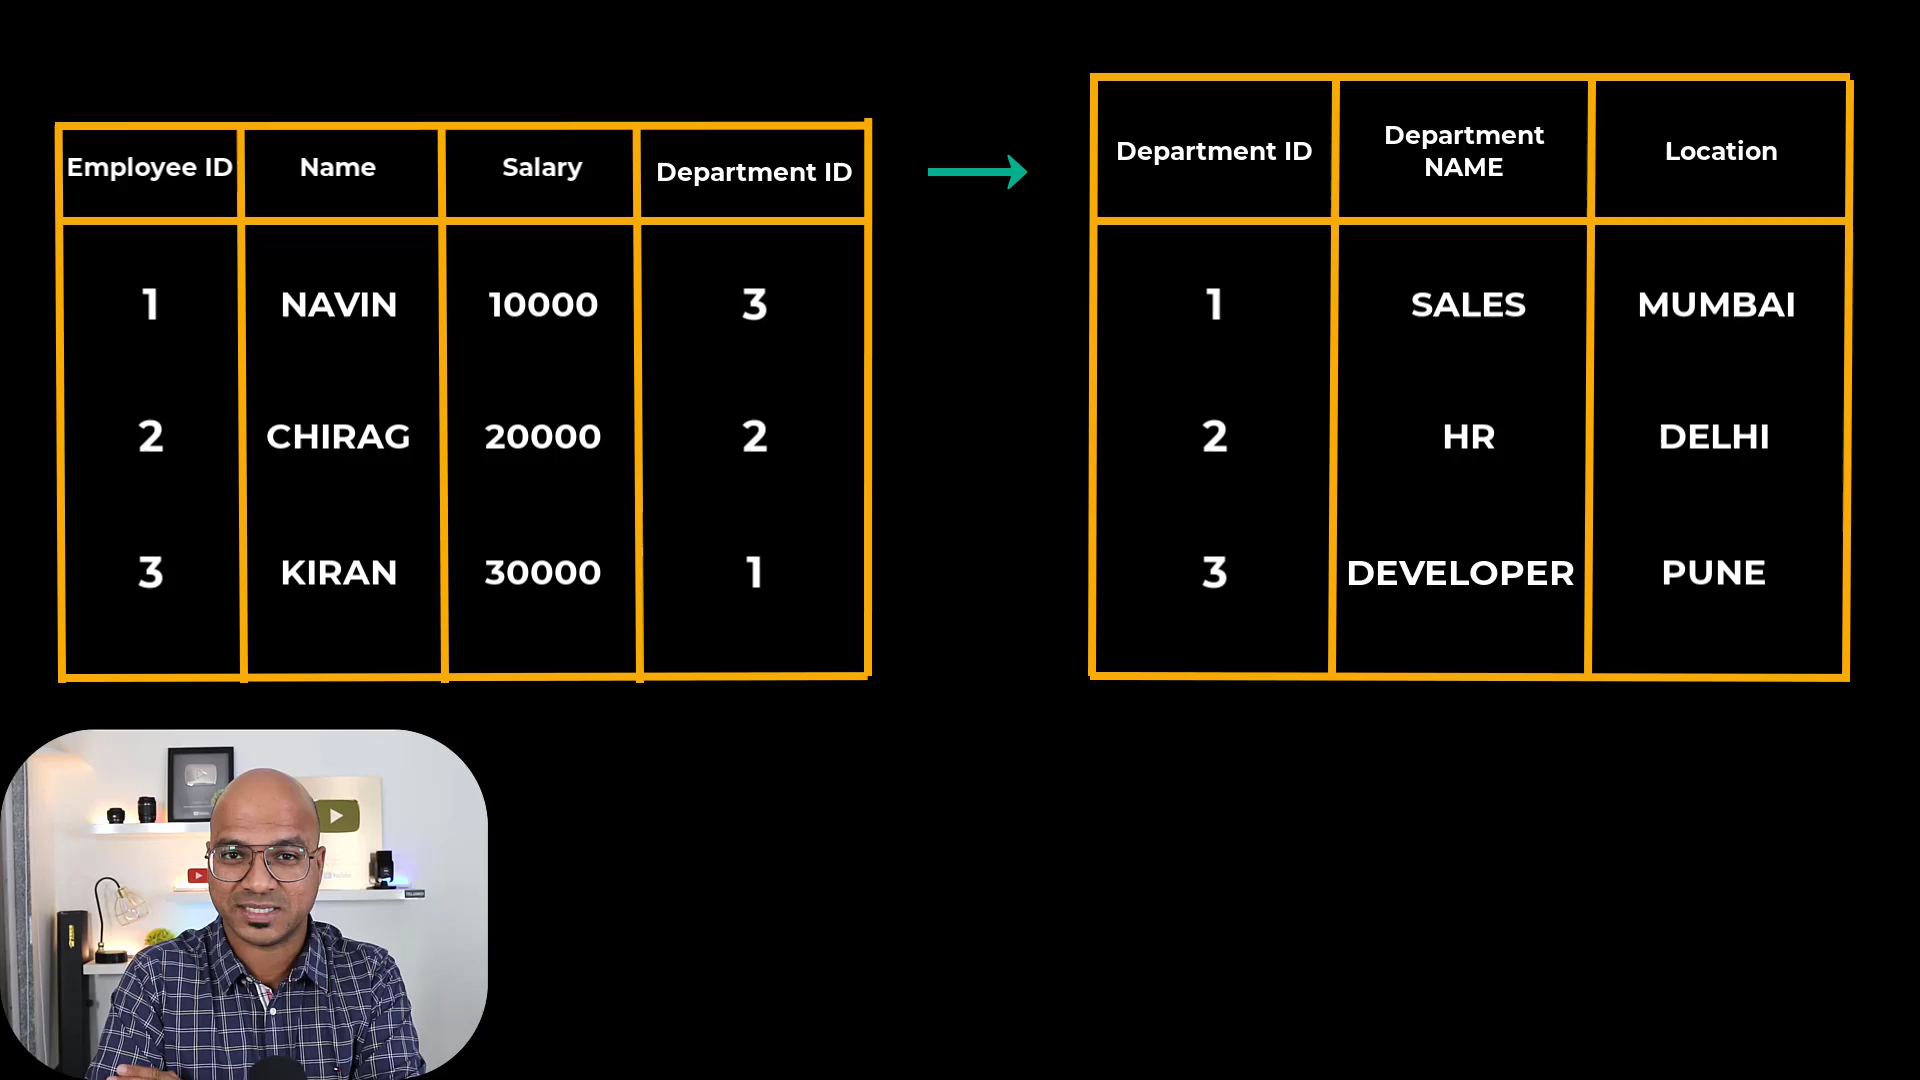 Employee ID Name Salary Department ID
1 NAVIN 10000 3
2 CHIRAG 20000 2
3 KIRAN 30000 1
Department ID Department NAME Location
1 SALES MUMBAI
2 HR DELHI
3 DEVELOPER PUNE